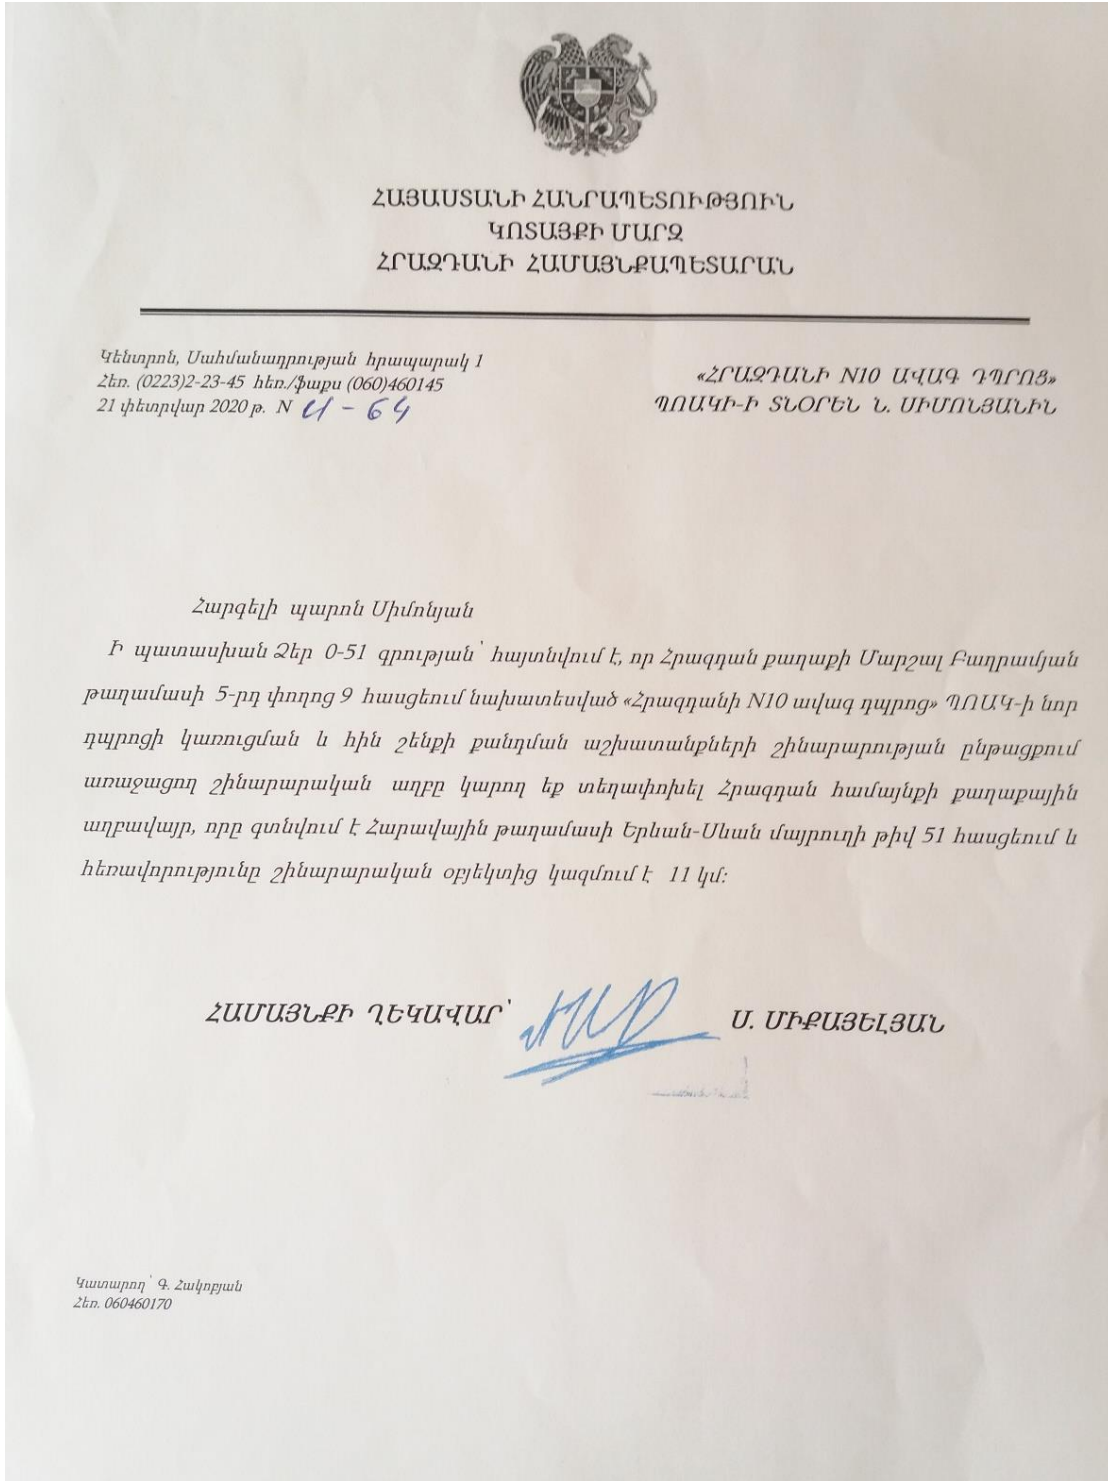 ՀԱՅԱՍՏԱՆԻ ՀԱՆՐԱՊԵՏՈՒԹՅՈՒՆ
ԿՈՏԱՅՔԻ ՄԱՐԶ
ՀՐԱԶԴԱՆԻ ՀԱՄԱՅՆՔԱՊԵՏԱՐԱՆ
Կենտրոն, Սահմանադրության հրապարակ 1
Հեռ. (0223)2-23-45 հեռ./ֆաքս (060)460145
21 փետրվար 2020 թ. N - 64
«ՀՐԱԶԴԱՆԻ N10 ԱՎԱԳ ԴՊՐՈՑ»
ՊՈԱԿԻ-Ի ՏՆՕՐԵՆ Ն. ՍԻՄՈՆՅԱՆԻՆ
Հարգելի պարոն Սիմոնյան
Ի պատասխան Ձեր 0-51 գրության՝ հայտնվում է, որ Հրազդան քաղաքի Մարշալ Բաղրամյան
թաղամասի 5-րդ փողոց 9 հասցեում նախատեսված «Հրազդանի N10 ավագ դպրոց» ՊՈԱԿ-ի նոր
դպրոցի կառուցման և հին շենքի քանդման աշխատանքների շինարարության ընթացքում
առաջացող շինարարական աղբը կարող եք տեղափոխել Հրազդան համայնքի քաղաքային
աղբավայր, որը գտնվում է Հարավային թաղամասի Երևան-Սևան մայրուղի թիվ 51 հասցեում և
հեռավորությունը շինարարական օբյեկտից կազմում է 11 կմ:
ՀԱՄԱՅՆՔԻ ՂԵԿԱՎԱՐ՝ Ս. ՄԻՔԱՅԵԼՅԱՆ
Կատարող՝ Գ. Հակոբյան
Հեռ. 060460170